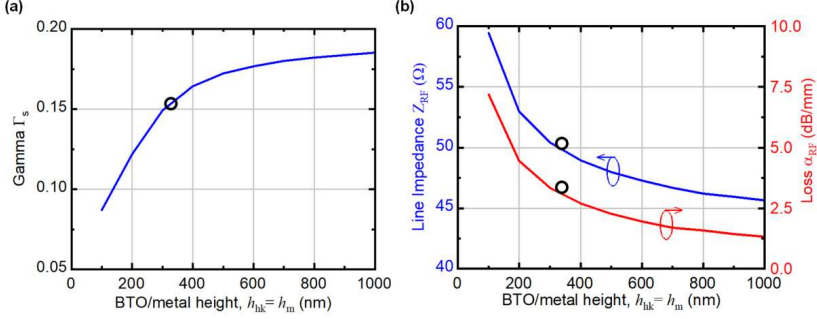 (a)
0.20
0.15
0.10
0.05
Gamma Γs
0 200 400 600 800 1000
BTO/metal height, hhk= hm (nm)
(b)
60
55
50
45
40
Line Impedance ZRF (Ω)
10.0
7.5
5.0
2.5
0.0
Loss αRF (dB/mm)
0 200 400 600 800 1000
BTO/metal height, hhk= hm (nm)